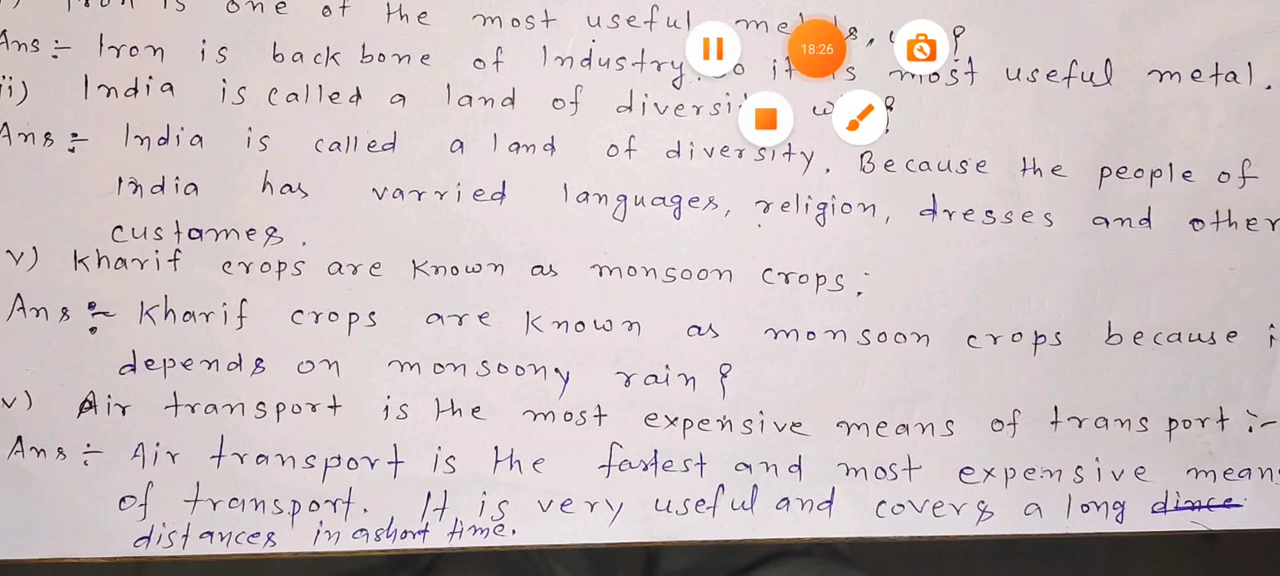 is one of the most useful
Ans :- Iron is back bone of Industry. it is most useful metal.
ii) India is called a land of
Ans :- India is called a land of diversity. Because the people of
India has varried languages, religion, dresses and other
custames.
v) Kharif crops are known as monsoon crops :
Ans :- Kharif crops are known as monsoon crops because
depends on monsoony rain ?
v) Air transport is the most expensive means of transport :-
Ans :- Air transport is the fastest and most expensive mean
of transport. It is very useful and covers a long dince
distances in a short time.
18:26